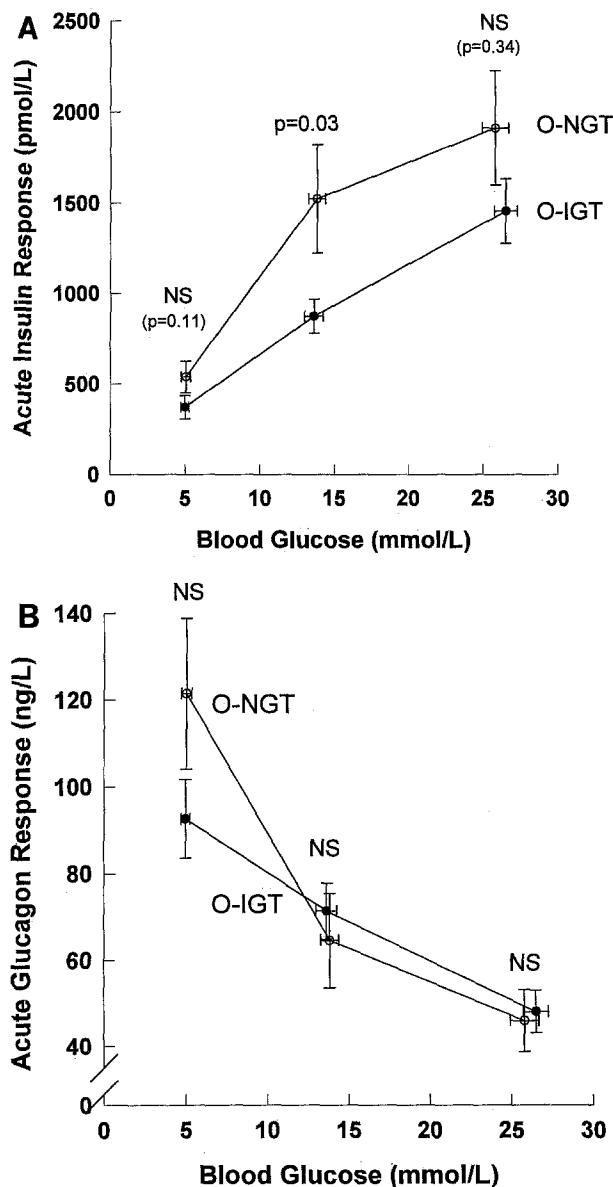 A
Acute Insulin Response (pmol/L)
2500
2000
1500
1000
500
0
NS
(p=0.11)
p=0.03
NS
(p=0.34)
O-NGT
O-IGT
0 5 10 15 20 25 30
Blood Glucose (mmol/L)
B
Acute Glucagon Response (ng/L)
140
120
100
80
60
40
0
NS
O-NGT
O-IGT
NS
NS
0 5 10 15 20 25 30
Blood Glucose (mmol/L)